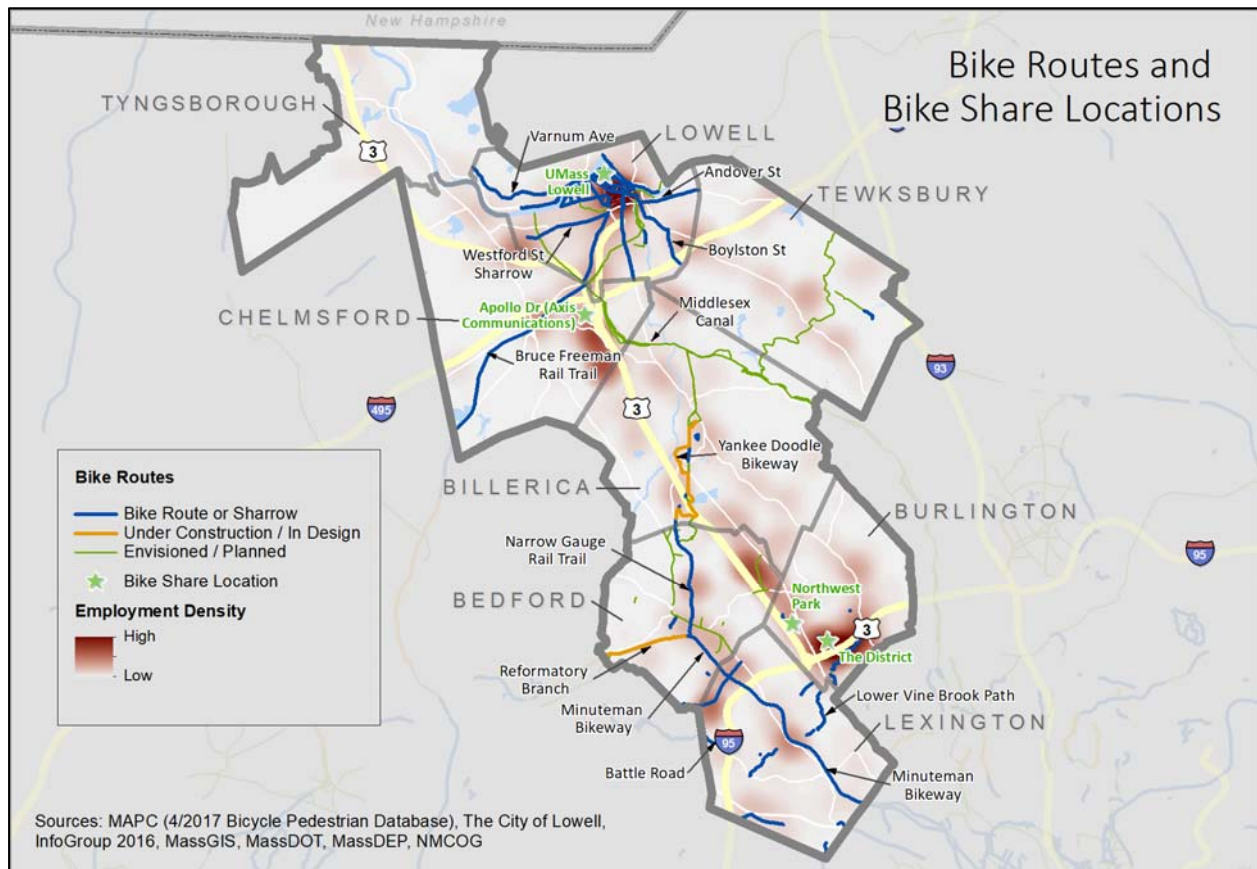 New Hampshire
Bike Routes and
Bike Share Locations
TYNGSBOROUGH
3
Varnum Ave
LOWELL
UMass
Lowell
Andover St
TEWKSBURY
Westford St
Sharrow
Boylston St
CHELMSFORD
Apollo Dr (Axis
Communications)
Middlesex
Canal
Bruce Freeman
Rail Trail
495
3
93
Bike Routes
Bike Route or Sharrow
Under Construction / In Design
Envisioned / Planned
Bike Share Location
Employment Density
High
Low
Yankee Doodle
Bikeway
BILLERICA
BURLINGTON
95
Narrow Gauge
Rail Trail
BEDFORD
Northwest
Park
3
The District
Reformatory
Branch
Minuteman
Bikeway
Lower Vine Brook Path
LEXINGTON
95
Battle Road
Minuteman
Bikeway
Sources: MAPC (4/2017 Bicycle Pedestrian Database), The City of Lowell,
InfoGroup 2016, MassGIS, MassDOT, MassDEP, NMCOG